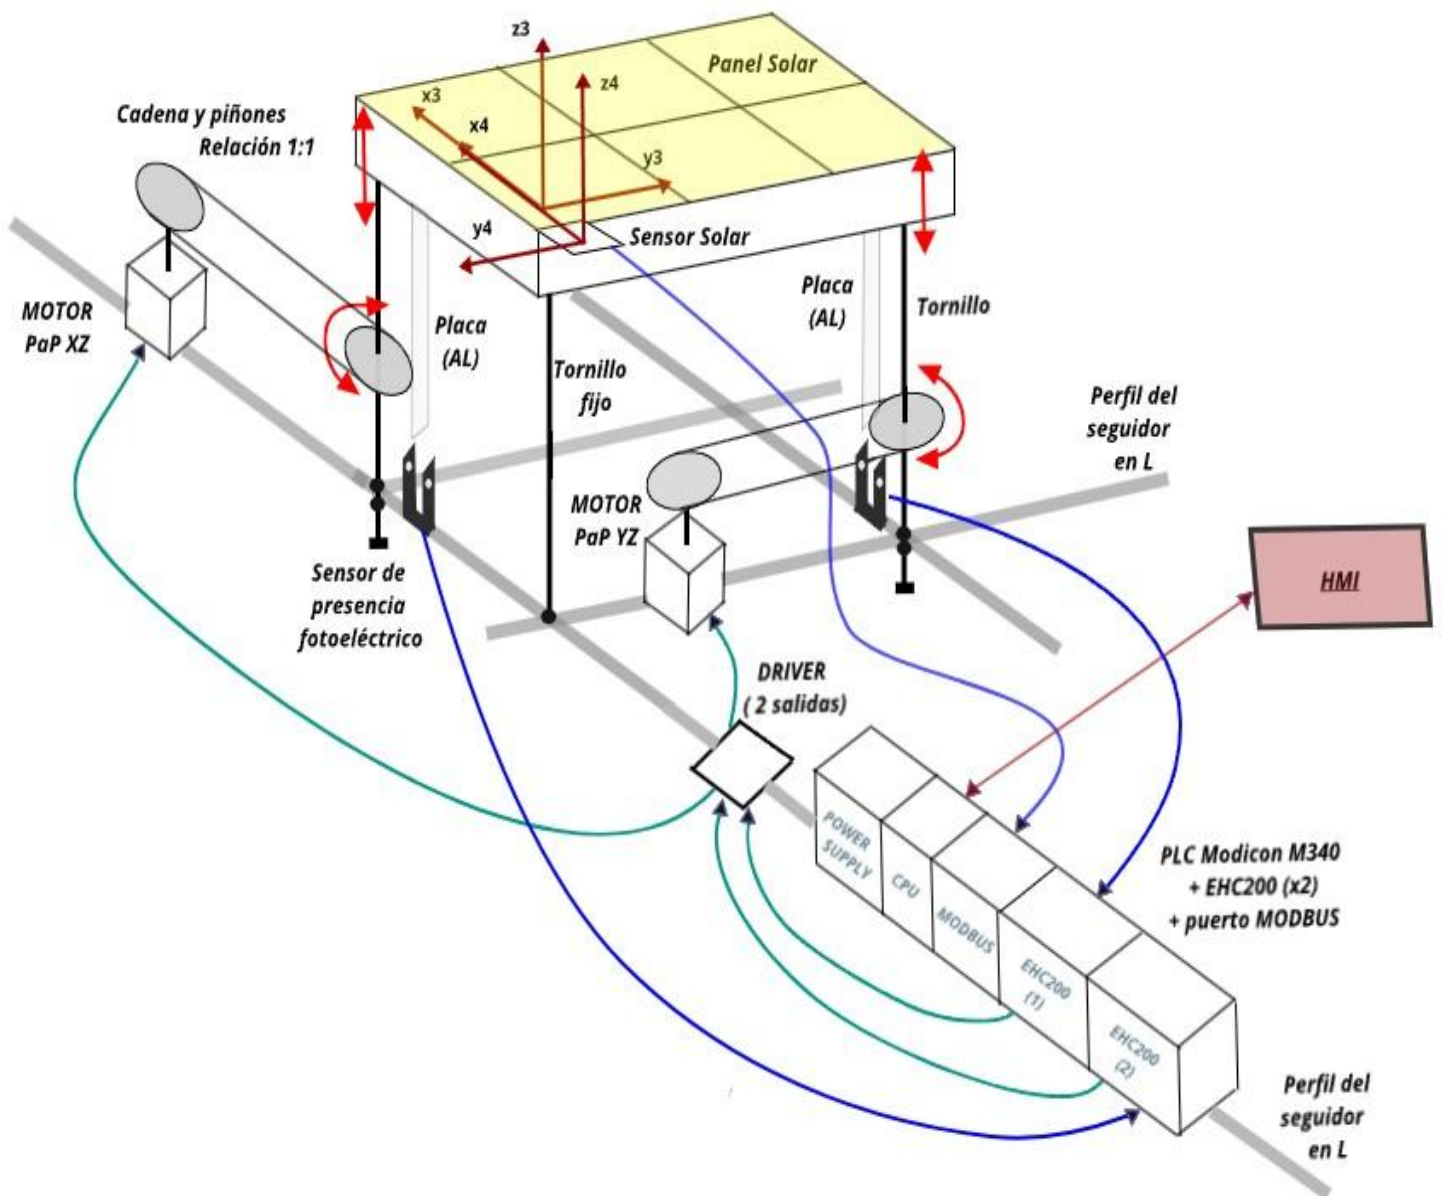 z3
Panel Solar
z4
x3
Cadena y piñones
Relación 1:1
x4
y3
y4
Sensor Solar
MOTOR
PaP XZ
Placa
(AL)
Placa
(AL)
Tornillo
Tornillo
fijo
Perfil del
seguidor
en L
MOTOR
PaP YZ
Sensor de
presencia
fotoeléctrico
HMI
DRIVER
( 2 salidas)
POWER
SUPPLY
CPU
MODBUS
EHC200
(1)
EHC200
(2)
PLC Modicon M340
+ EHC200 (x2)
+ puerto MODBUS
Perfil del
seguidor
en L